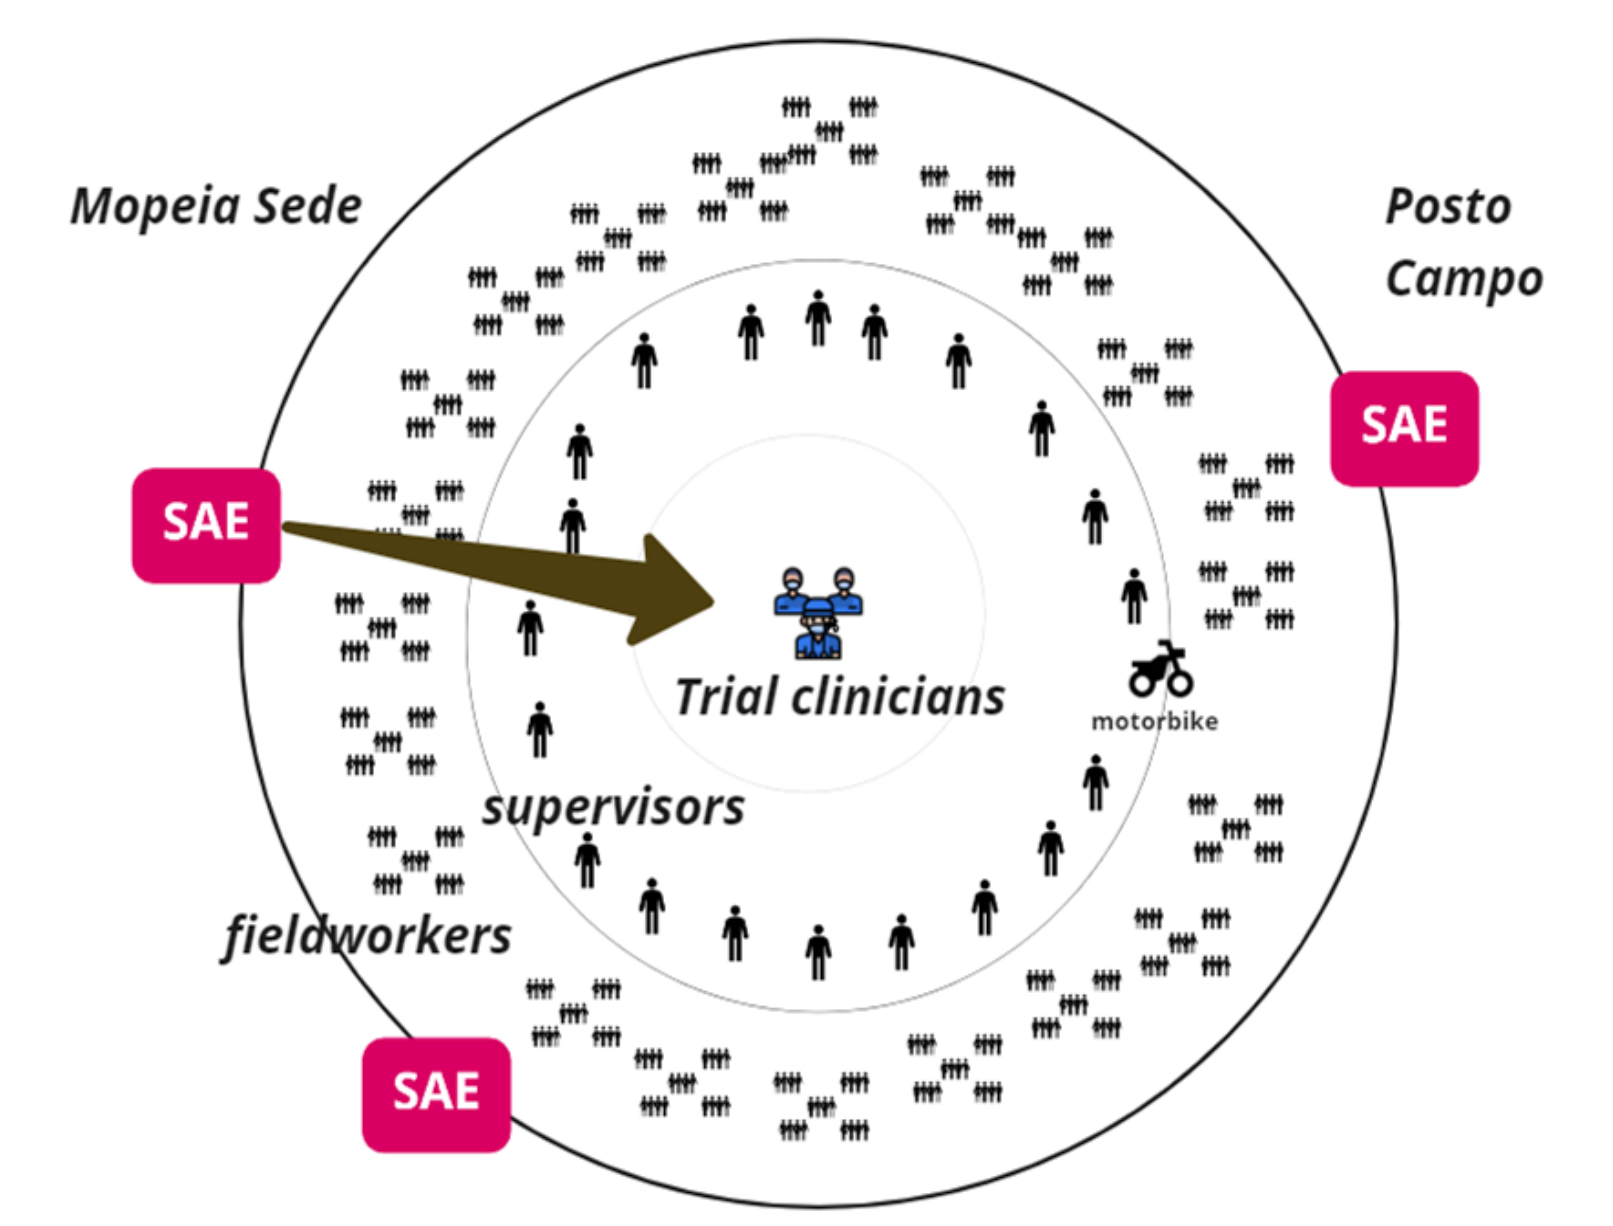 Mopeia Sede
Posto
Campo
SAE
SAE
Trial clinicians
motorbike
supervisors
fieldworkers
SAE